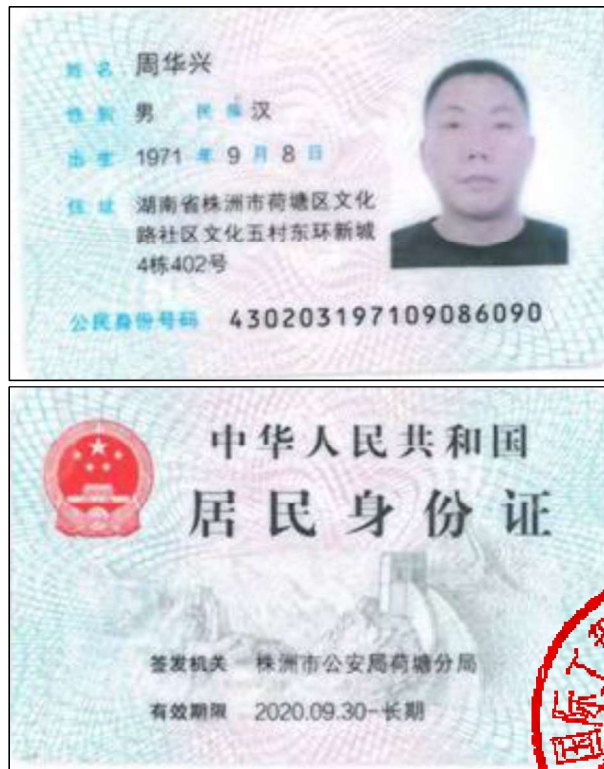 姓名 周华兴
性别 男 民族 汉
出生 1971 年 9 月 8 日
住址 湖南省株洲市荷塘区文化
路社区文化五村东环新城
4栋402号
公民身份号码 430203197109086090
中华人民共和国
居民身份证
签发机关 株洲市公安局荷塘分局
有效期限 2020.09.30-长期